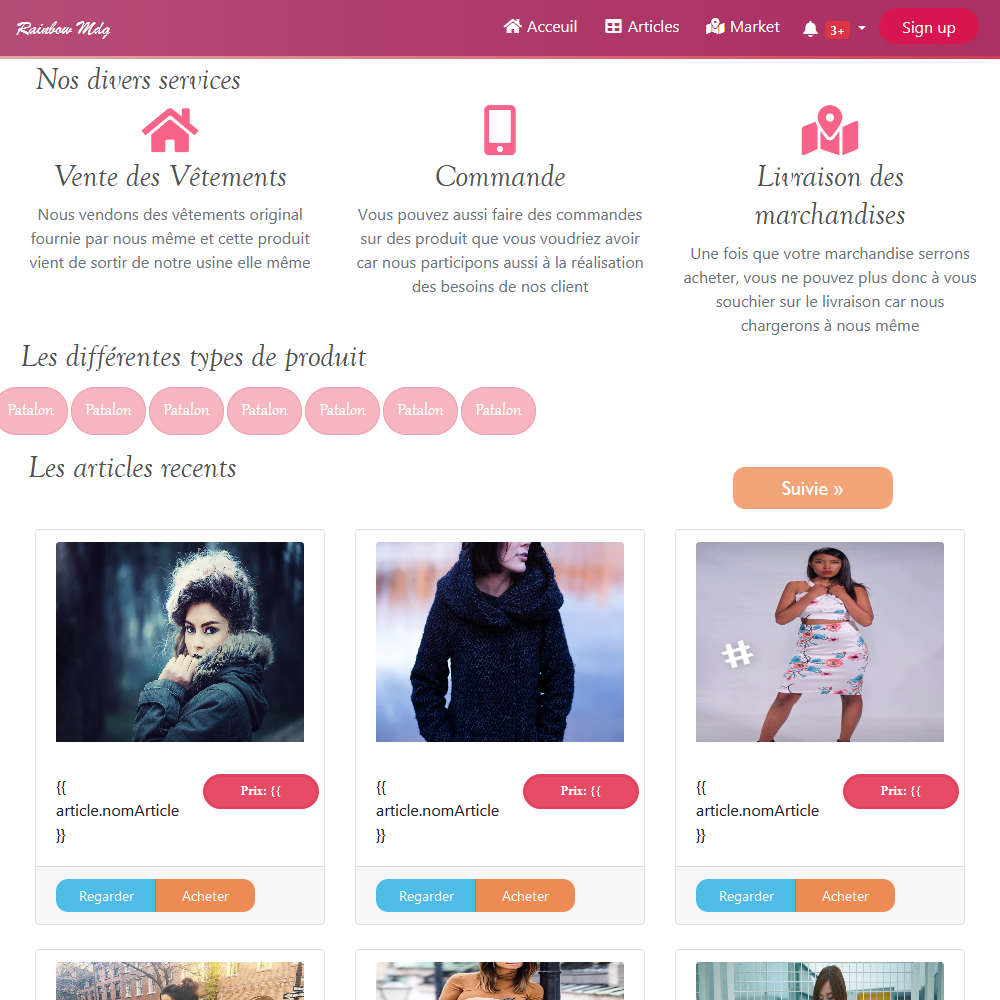 Rainbow Mdg
Acceuil Articles Market 3+ Sign up
Nos divers services
Vente des Vêtements
Nous vendons des vêtements original
fournie par nous même et cette produit
vient de sortir de notre usine elle même
Commande
Vous pouvez aussi faire des commandes
sur des produit que vous voudriez avoir
car nous participons aussi à la réalisation
des besoins de nos client
Livraison des
marchandises
Une fois que votre marchandise serrons
acheter, vous ne pouvez plus donc à vous
souchier sur le livraison car nous
chargerons à nous même
Les différentes types de produit
Patalon Patalon Patalon Patalon Patalon Patalon Patalon
Les articles recents
Suivie »
#
{{
article.nomArticle
}}
Prix: {{
Regarder Acheter
{{
article.nomArticle
}}
Prix: {{
Regarder Acheter
{{
article.nomArticle
}}
Prix: {{
Regarder Acheter